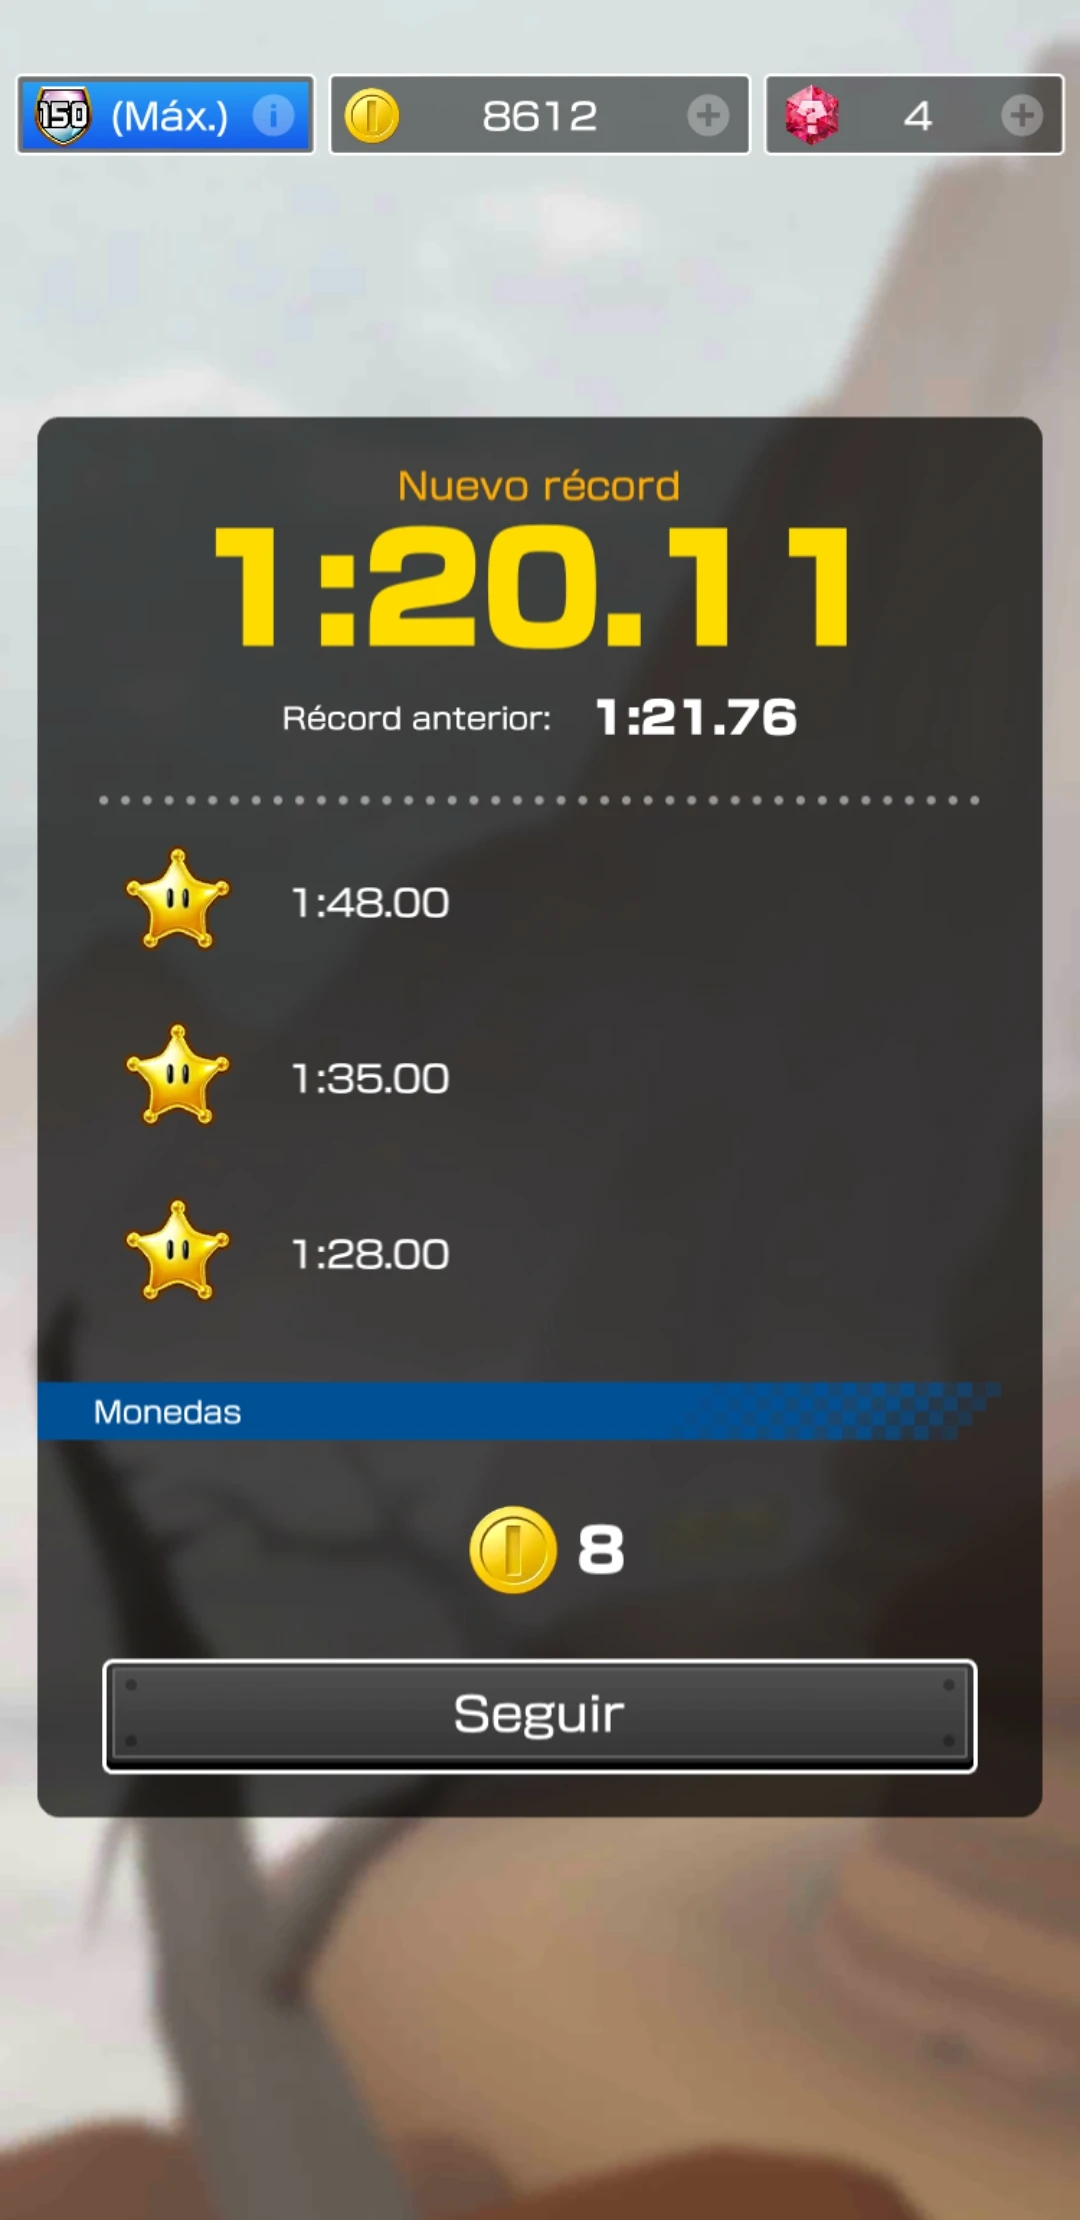 150 (Máx.) i 8612 + 4 +
Nuevo récord
1:20.11
Récord anterior: 1:21.76
1:48.00
1:35.00
1:28.00
Monedas
8
Seguir